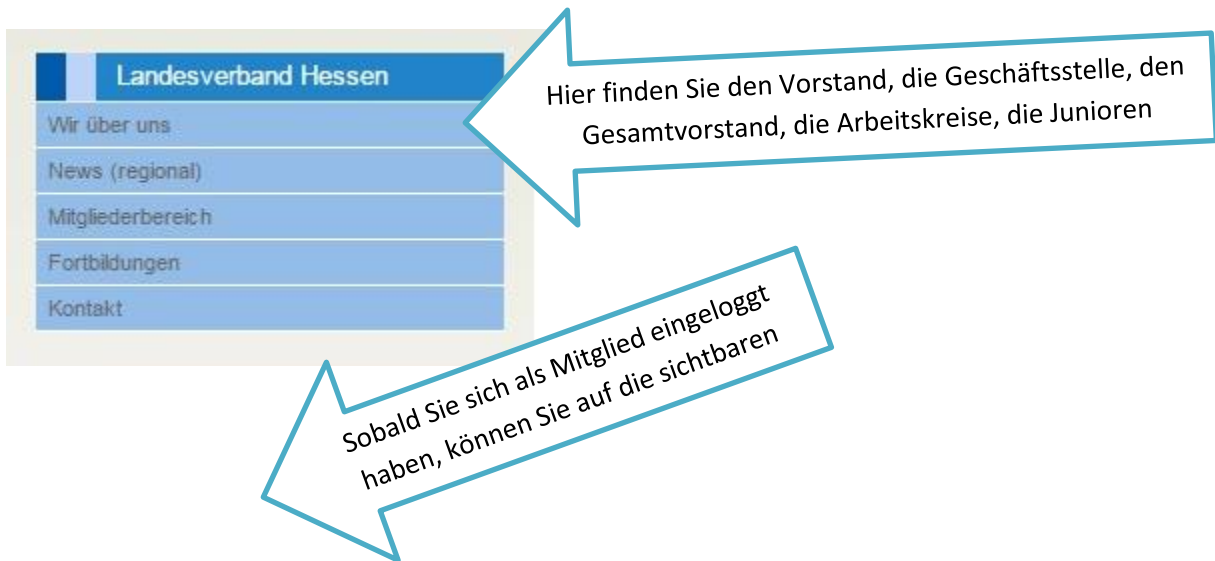 Landesverband Hessen
Wir über uns
News (regional)
Mitgliederbereich
Fortbildungen
Kontakt
Hier finden Sie den Vorstand, die Geschäftsstelle, den
Gesamtvorstand, die Arbeitskreise, die Junioren
Sobald Sie sich als Mitglied eingeloggt
haben, können Sie auf die sichtbaren